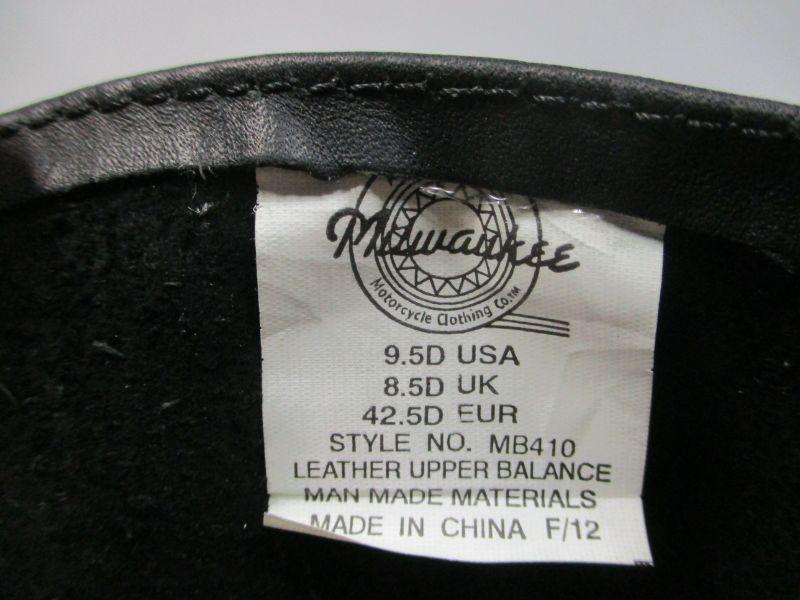 Milwaukee
Motorcycle Clothing Co.™
9.5D USA
8.5D UK
42.5D EUR
STYLE NO. MB410
LEATHER UPPER BALANCE
MAN MADE MATERIALS
MADE IN CHINA F/12